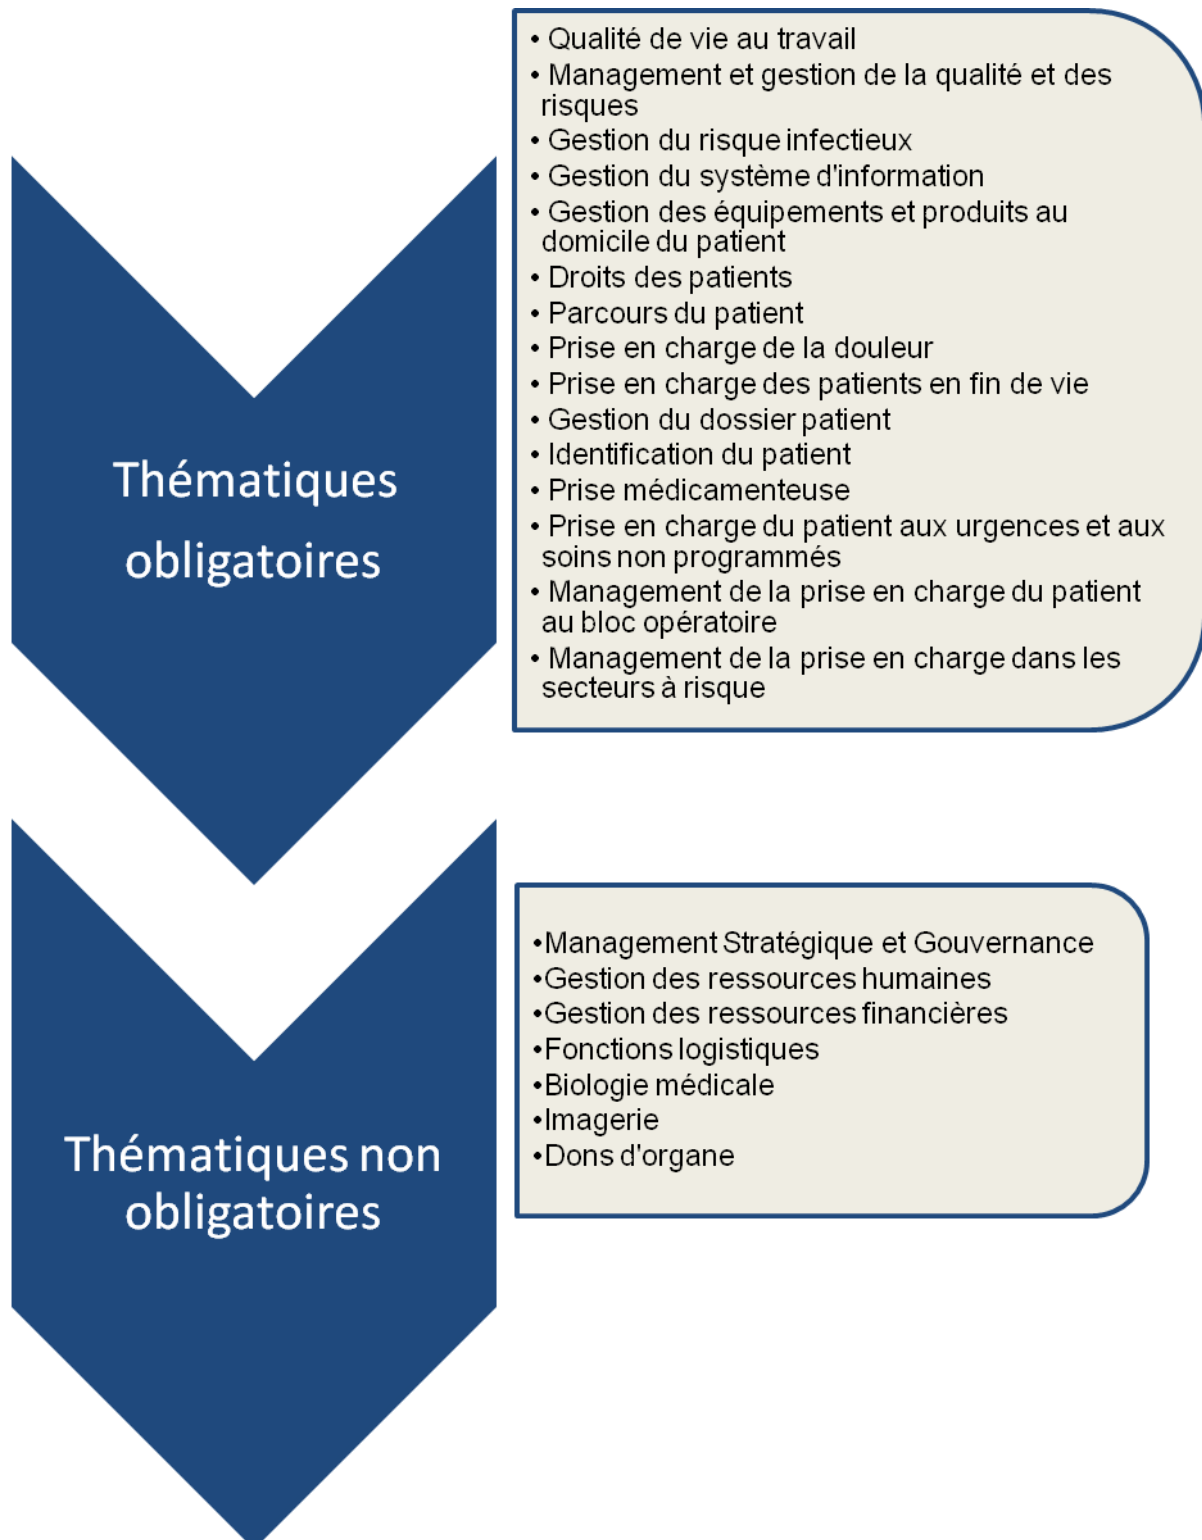 Thématiques
obligatoires
• Qualité de vie au travail
• Management et gestion de la qualité et des
risques
• Gestion du risque infectieux
• Gestion du système d'information
• Gestion des équipements et produits au
domicile du patient
• Droits des patients
• Parcours du patient
• Prise en charge de la douleur
• Prise en charge des patients en fin de vie
• Gestion du dossier patient
• Identification du patient
• Prise médicamenteuse
• Prise en charge du patient aux urgences et aux
soins non programmés
• Management de la prise en charge du patient
au bloc opératoire
• Management de la prise en charge dans les
secteurs à risque
Thématiques non
obligatoires
•Management Stratégique et Gouvernance
•Gestion des ressources humaines
•Gestion des ressources financières
•Fonctions logistiques
•Biologie médicale
•Imagerie
•Dons d'organe